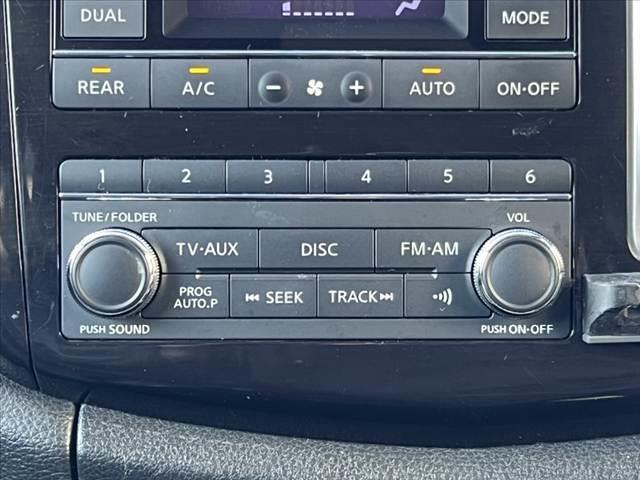 DUAL MODE
REAR A/C − + AUTO ON·OFF
1 2 3 4 5 6
TUNE/FOLDER VOL
TV·AUX DISC FM·AM
PROG
AUTO.P SEEK TRACK
PUSH SOUND PUSH ON·OFF